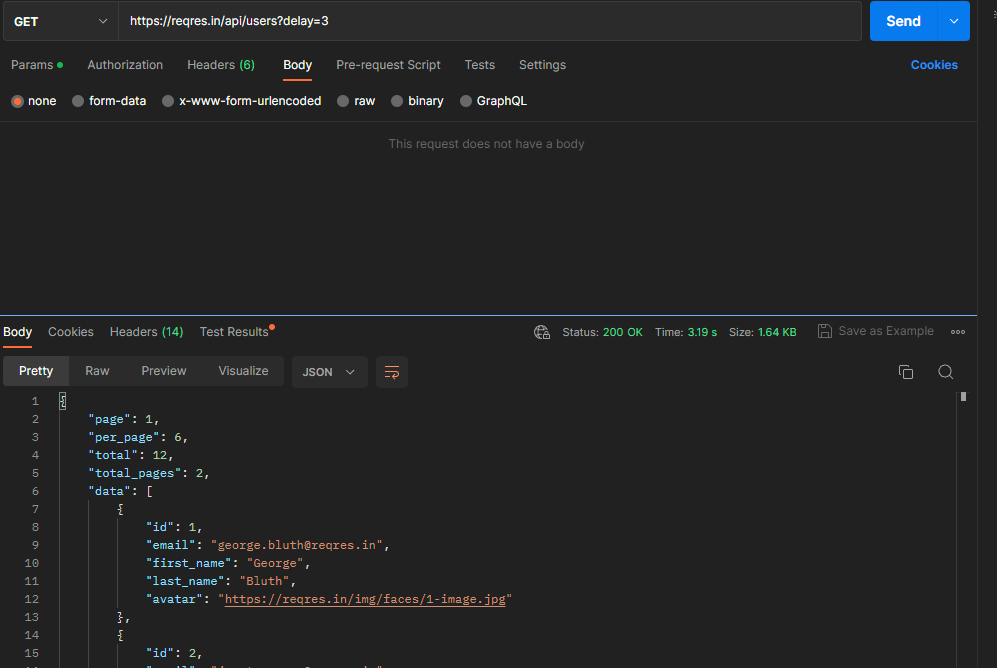 GET https://reqres.in/api/users?delay=3 Send
Params Authorization Headers (6) Body Pre-request Script Tests Settings Cookies
none form-data x-www-form-urlencoded raw binary GraphQL
This request does not have a body
Body Cookies Headers (14) Test Results Status: 200 OK Time: 3.19 s Size: 1.64 KB Save as Example
Pretty Raw Preview Visualize JSON
1 {
2 "page": 1,
3 "per_page": 6,
4 "total": 12,
5 "total_pages": 2,
6 "data": [
7 {
8 "id": 1,
9 "email": "george.bluth@reqres.in",
10 "first_name": "George",
11 "last_name": "Bluth",
12 "avatar": "https://reqres.in/img/faces/1-image.jpg"
13 },
14 {
15 "id": 2,